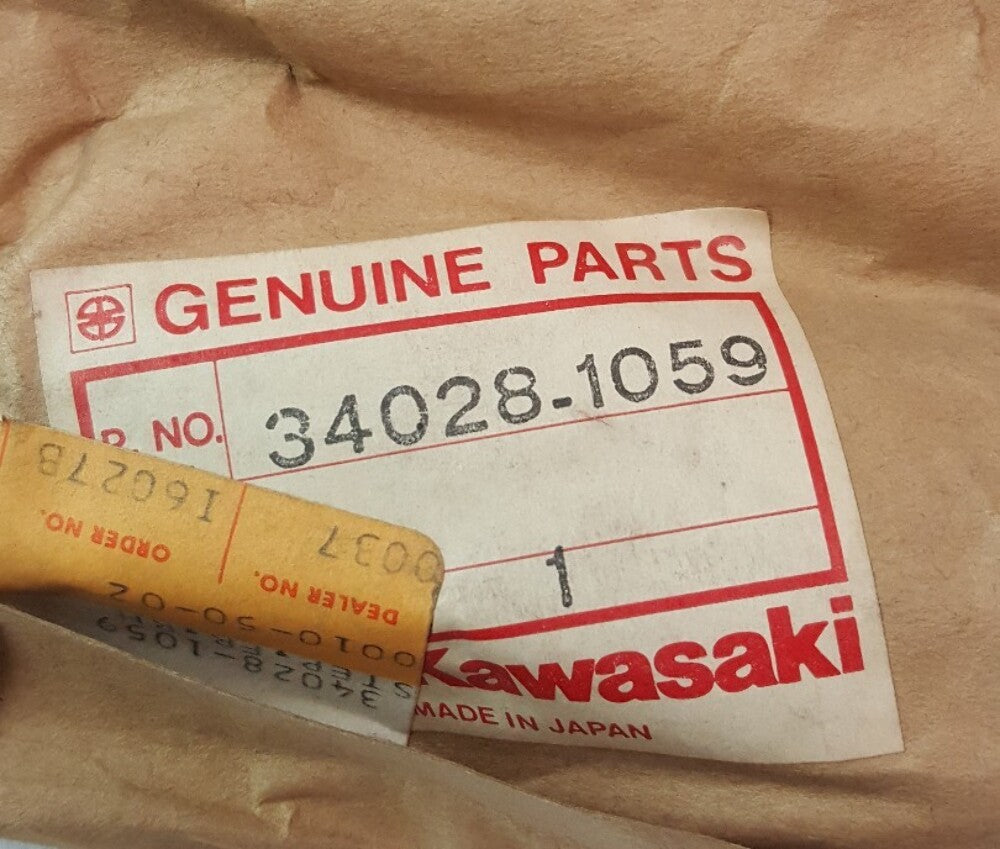 GENUINE PARTS
P. NO. 34028-1059
1
Kawasaki
MADE IN JAPAN
34028-1059
0010-50-02
DEALER NO. ORDER NO.
0037 I6027B